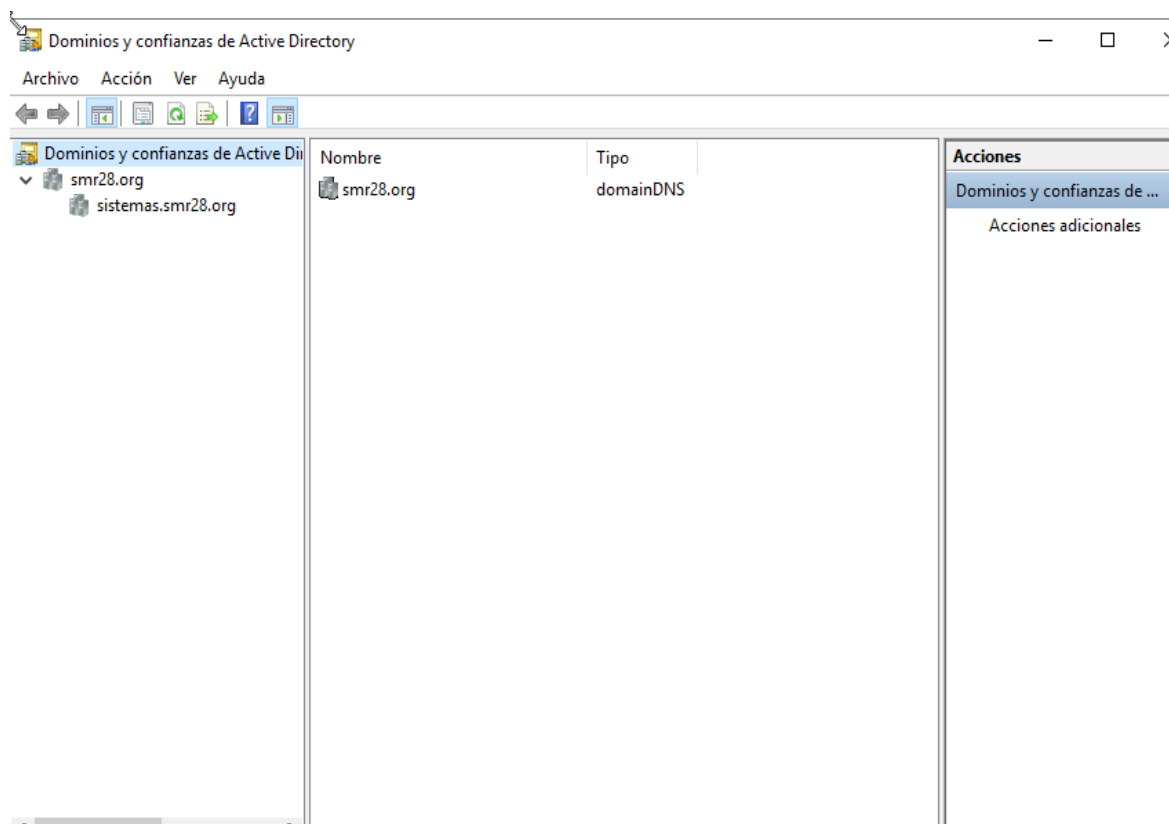 Dominios y confianzas de Active Directory
Archivo Acción Ver Ayuda
Dominios y confianzas de Active Dir
smr28.org
sistemas.smr28.org
Nombre Tipo
smr28.org domainDNS
Acciones
Dominios y confianzas de ...
Acciones adicionales